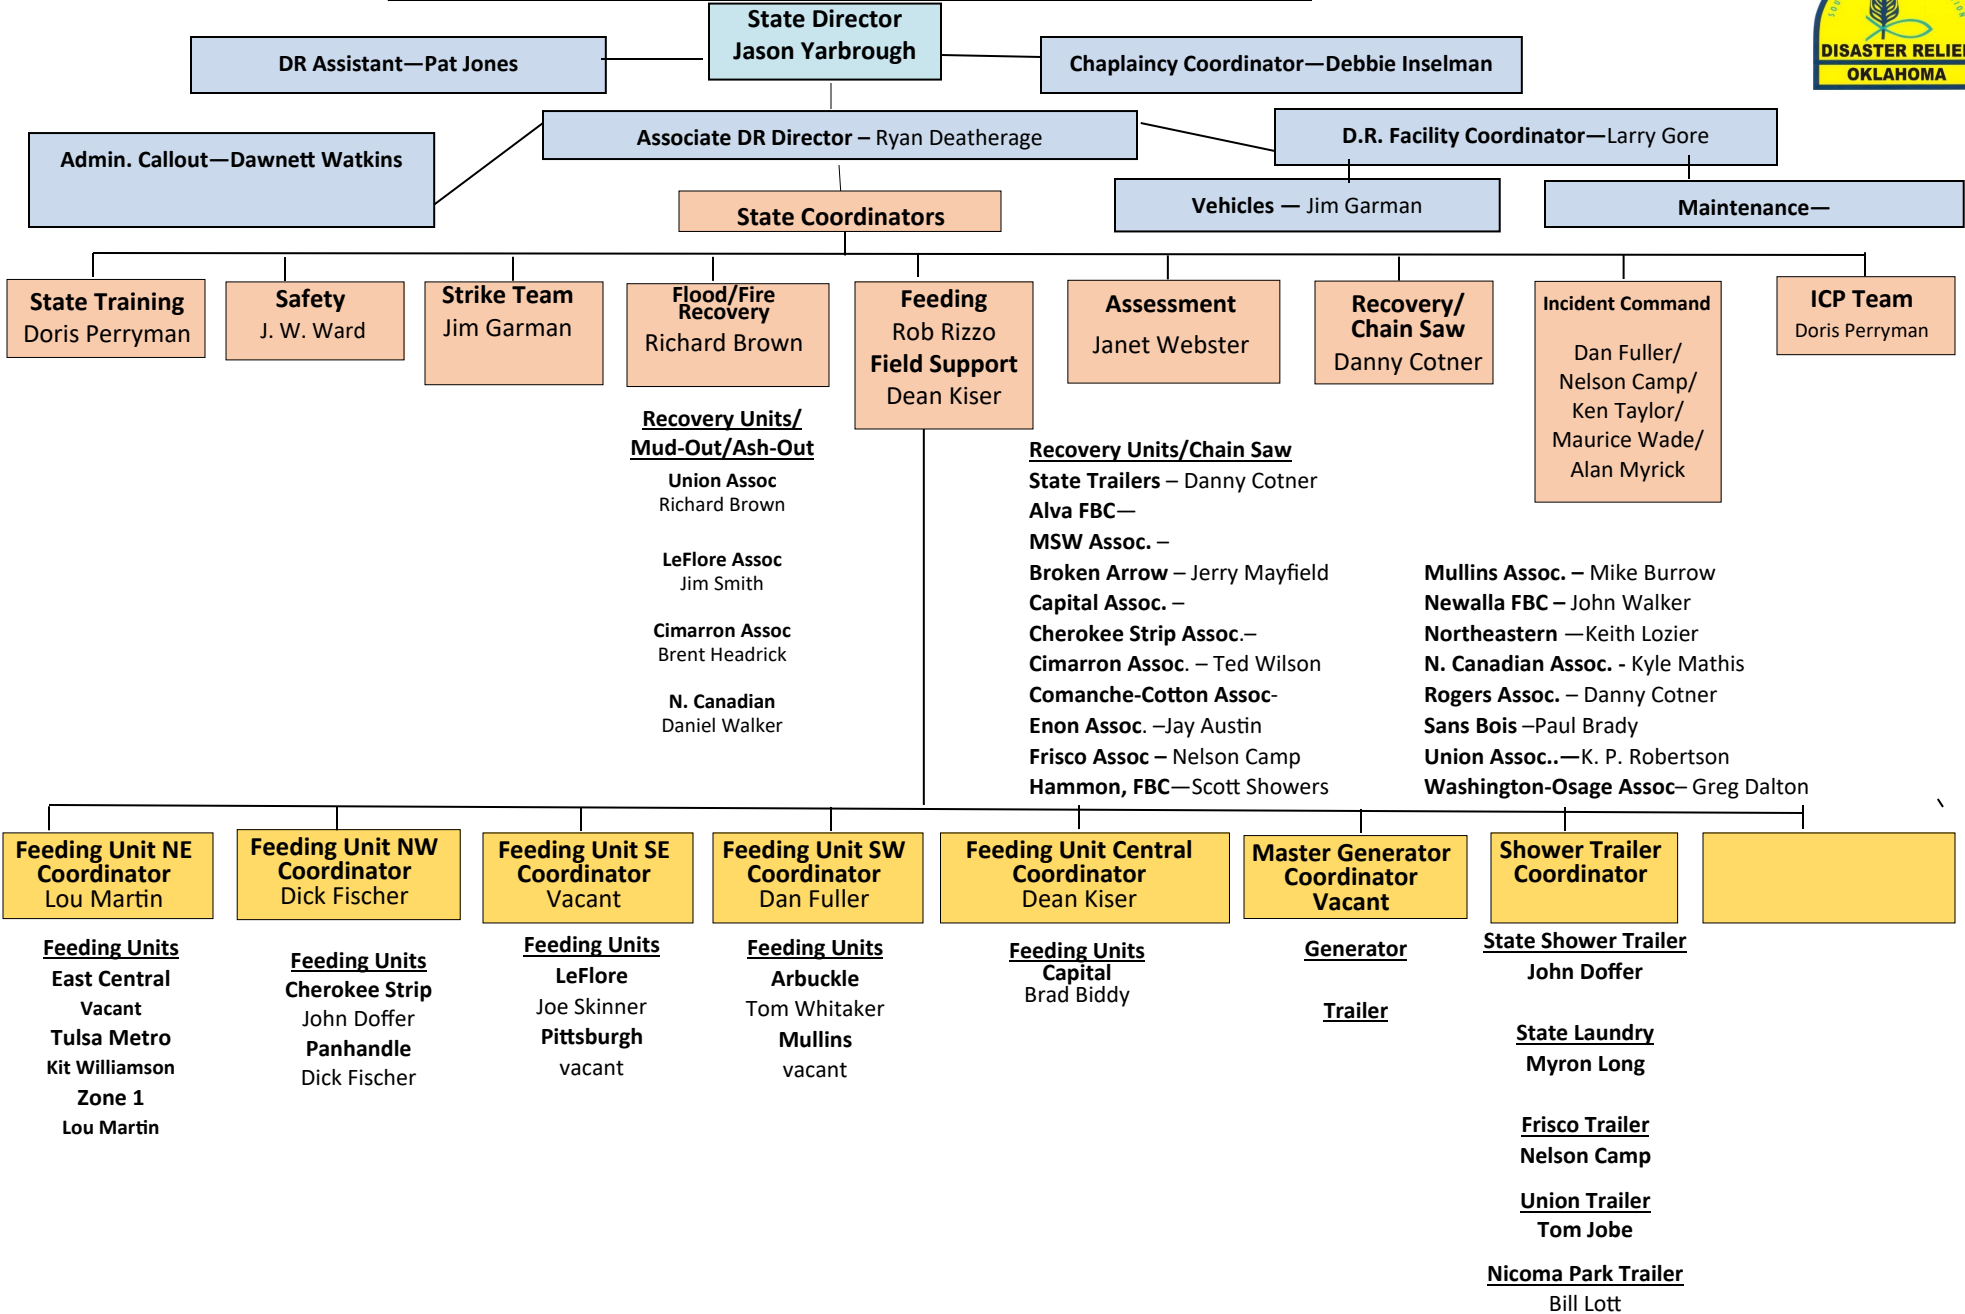 State Director
Jason Yarbrough
DR Assistant—Pat Jones
Chaplaincy Coordinator—Debbie Inselman
DISASTER RELIEF
OKLAHOMA
Associate DR Director – Ryan Deatherage
D.R. Facility Coordinator—Larry Gore
Admin. Callout—Dawnett Watkins
Vehicles — Jim Garman
Maintenance—
State Coordinators
State Training
Doris Perryman
Safety
J. W. Ward
Strike Team
Jim Garman
Flood/Fire
Recovery
Richard Brown
Feeding
Rob Rizzo
Field Support
Dean Kiser
Assessment
Janet Webster
Recovery/
Chain Saw
Danny Cotner
Incident Command
Dan Fuller/
Nelson Camp/
Ken Taylor/
Maurice Wade/
Alan Myrick
ICP Team
Doris Perryman
Recovery Units/
Mud-Out/Ash-Out
Union Assoc
Richard Brown
LeFlore Assoc
Jim Smith
Cimarron Assoc
Brent Headrick
N. Canadian
Daniel Walker
Recovery Units/Chain Saw
State Trailers – Danny Cotner
Alva FBC—
MSW Assoc. –
Broken Arrow – Jerry Mayfield
Capital Assoc. –
Cherokee Strip Assoc.–
Cimarron Assoc. – Ted Wilson
Comanche-Cotton Assoc-
Enon Assoc. –Jay Austin
Frisco Assoc – Nelson Camp
Hammon, FBC—Scott Showers
Mullins Assoc. – Mike Burrow
Newalla FBC – John Walker
Northeastern —Keith Lozier
N. Canadian Assoc. - Kyle Mathis
Rogers Assoc. – Danny Cotner
Sans Bois –Paul Brady
Union Assoc..—K. P. Robertson
Washington-Osage Assoc– Greg Dalton
Feeding Unit NE
Coordinator
Lou Martin
Feeding Units
East Central
Vacant
Tulsa Metro
Kit Williamson
Zone 1
Lou Martin
Feeding Unit NW
Coordinator
Dick Fischer
Feeding Units
Cherokee Strip
John Doffer
Panhandle
Dick Fischer
Feeding Unit SE
Coordinator
Vacant
Feeding Units
LeFlore
Joe Skinner
Pittsburgh
vacant
Feeding Unit SW
Coordinator
Dan Fuller
Feeding Units
Arbuckle
Tom Whitaker
Mullins
vacant
Feeding Unit Central
Coordinator
Dean Kiser
Feeding Units
Capital
Brad Biddy
Master Generator
Coordinator
Vacant
Generator
Trailer
Shower Trailer
Coordinator
State Shower Trailer
John Doffer
State Laundry
Myron Long
Frisco Trailer
Nelson Camp
Union Trailer
Tom Jobe
Nicoma Park Trailer
Bill Lott